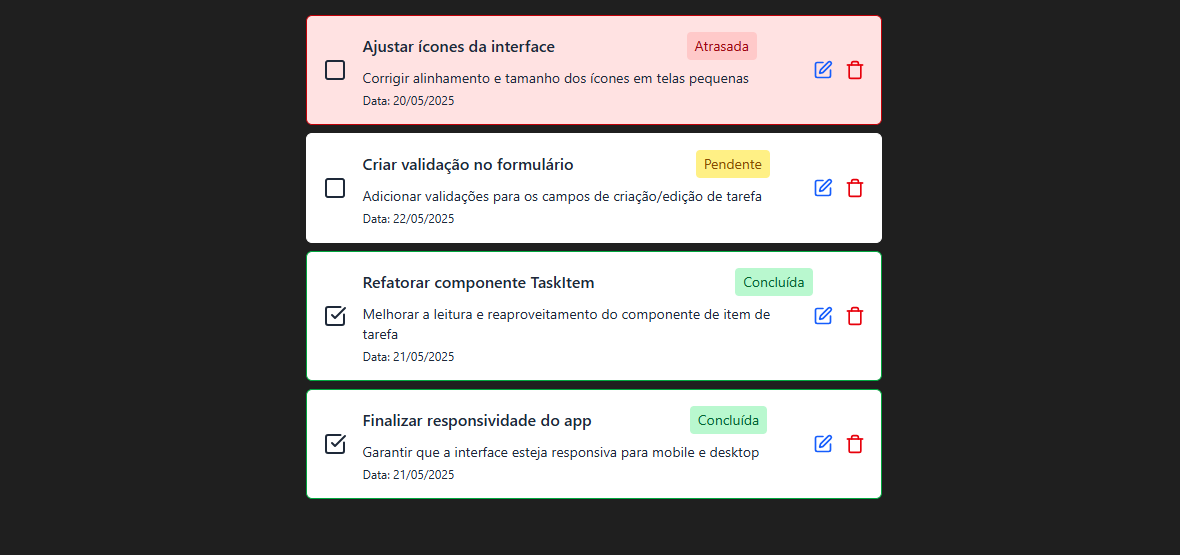 Ajustar ícones da interface
Atrasada
Corrigir alinhamento e tamanho dos ícones em telas pequenas
Data: 20/05/2025
Criar validação no formulário
Pendente
Adicionar validações para os campos de criação/edição de tarefa
Data: 22/05/2025
Refatorar componente TaskItem
Concluída
Melhorar a leitura e reaproveitamento do componente de item de
tarefa
Data: 21/05/2025
Finalizar responsividade do app
Concluída
Garantir que a interface esteja responsiva para mobile e desktop
Data: 21/05/2025